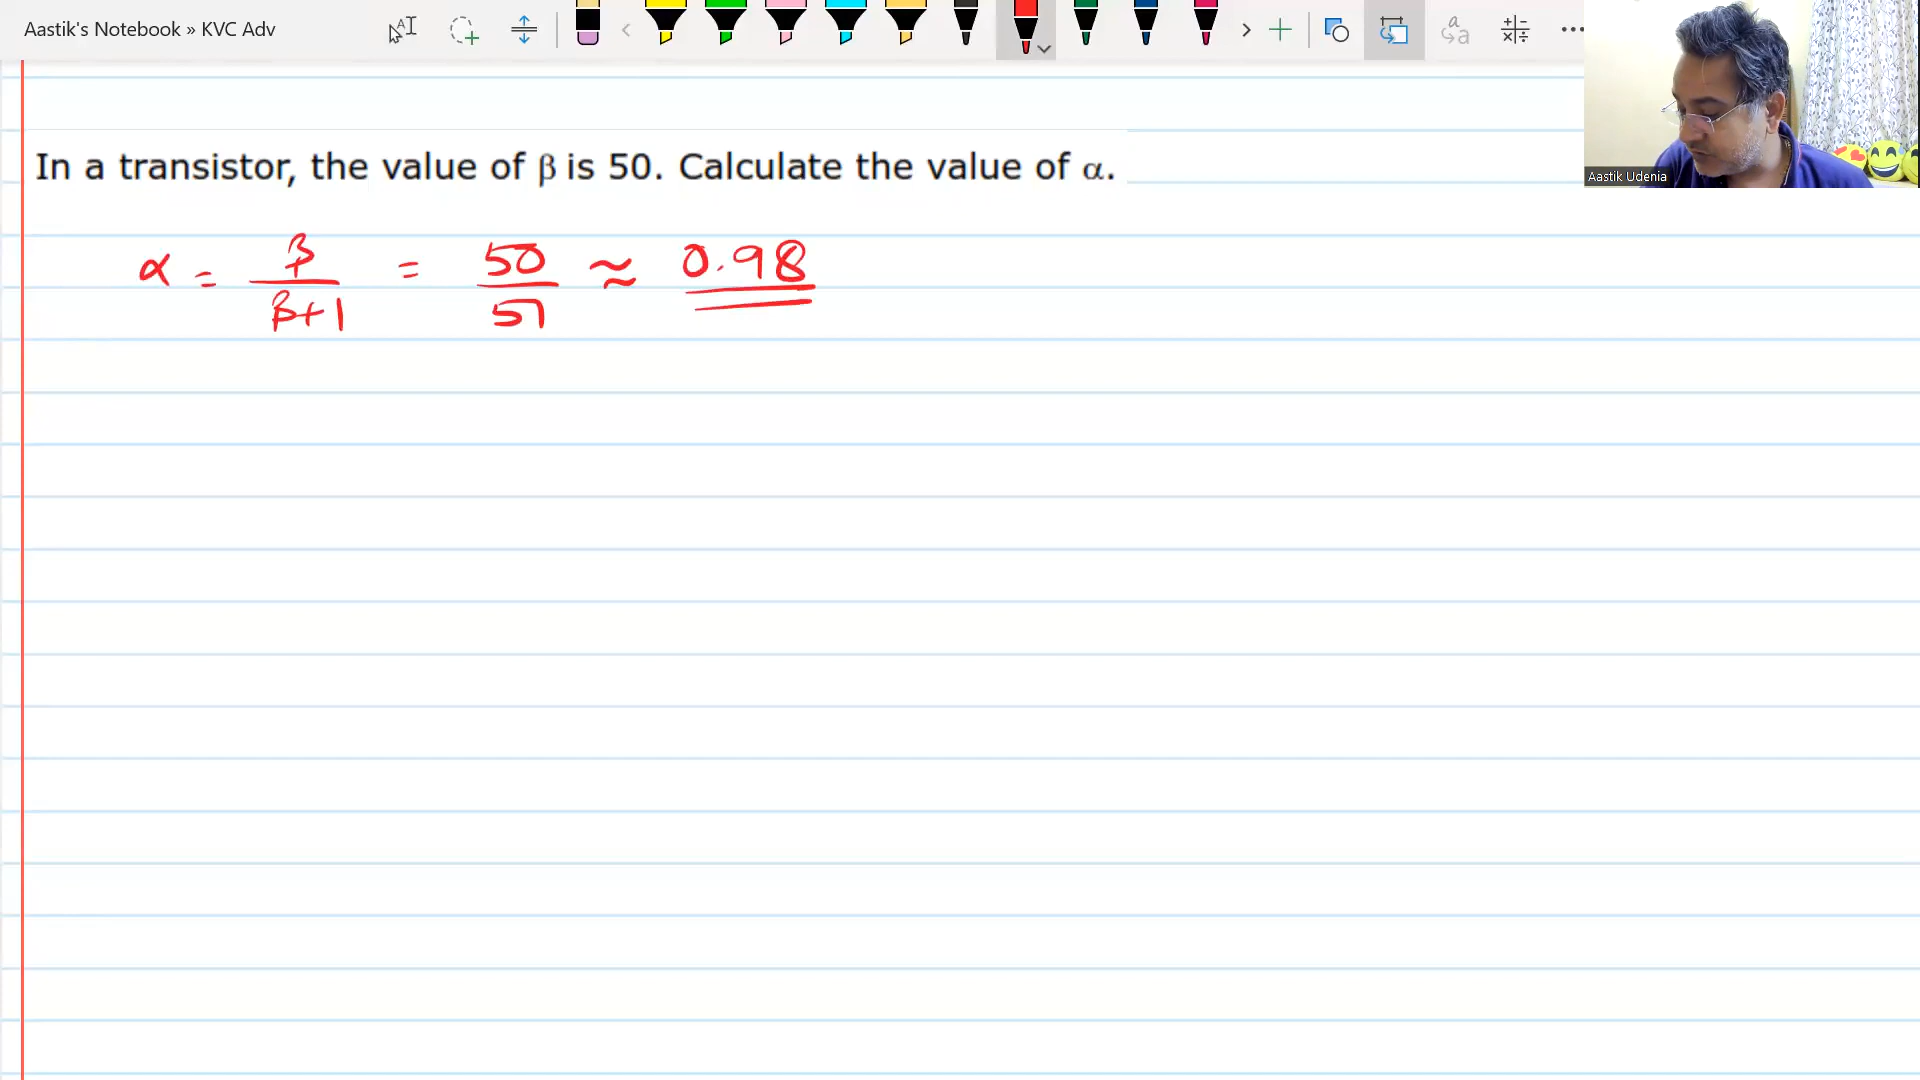 Aastik's Notebook » KVC Adv
Aastik Udenia
In a transistor, the value of β is 50. Calculate the value of α.
α = β/β+1 = 50/51 ≈ 0.98